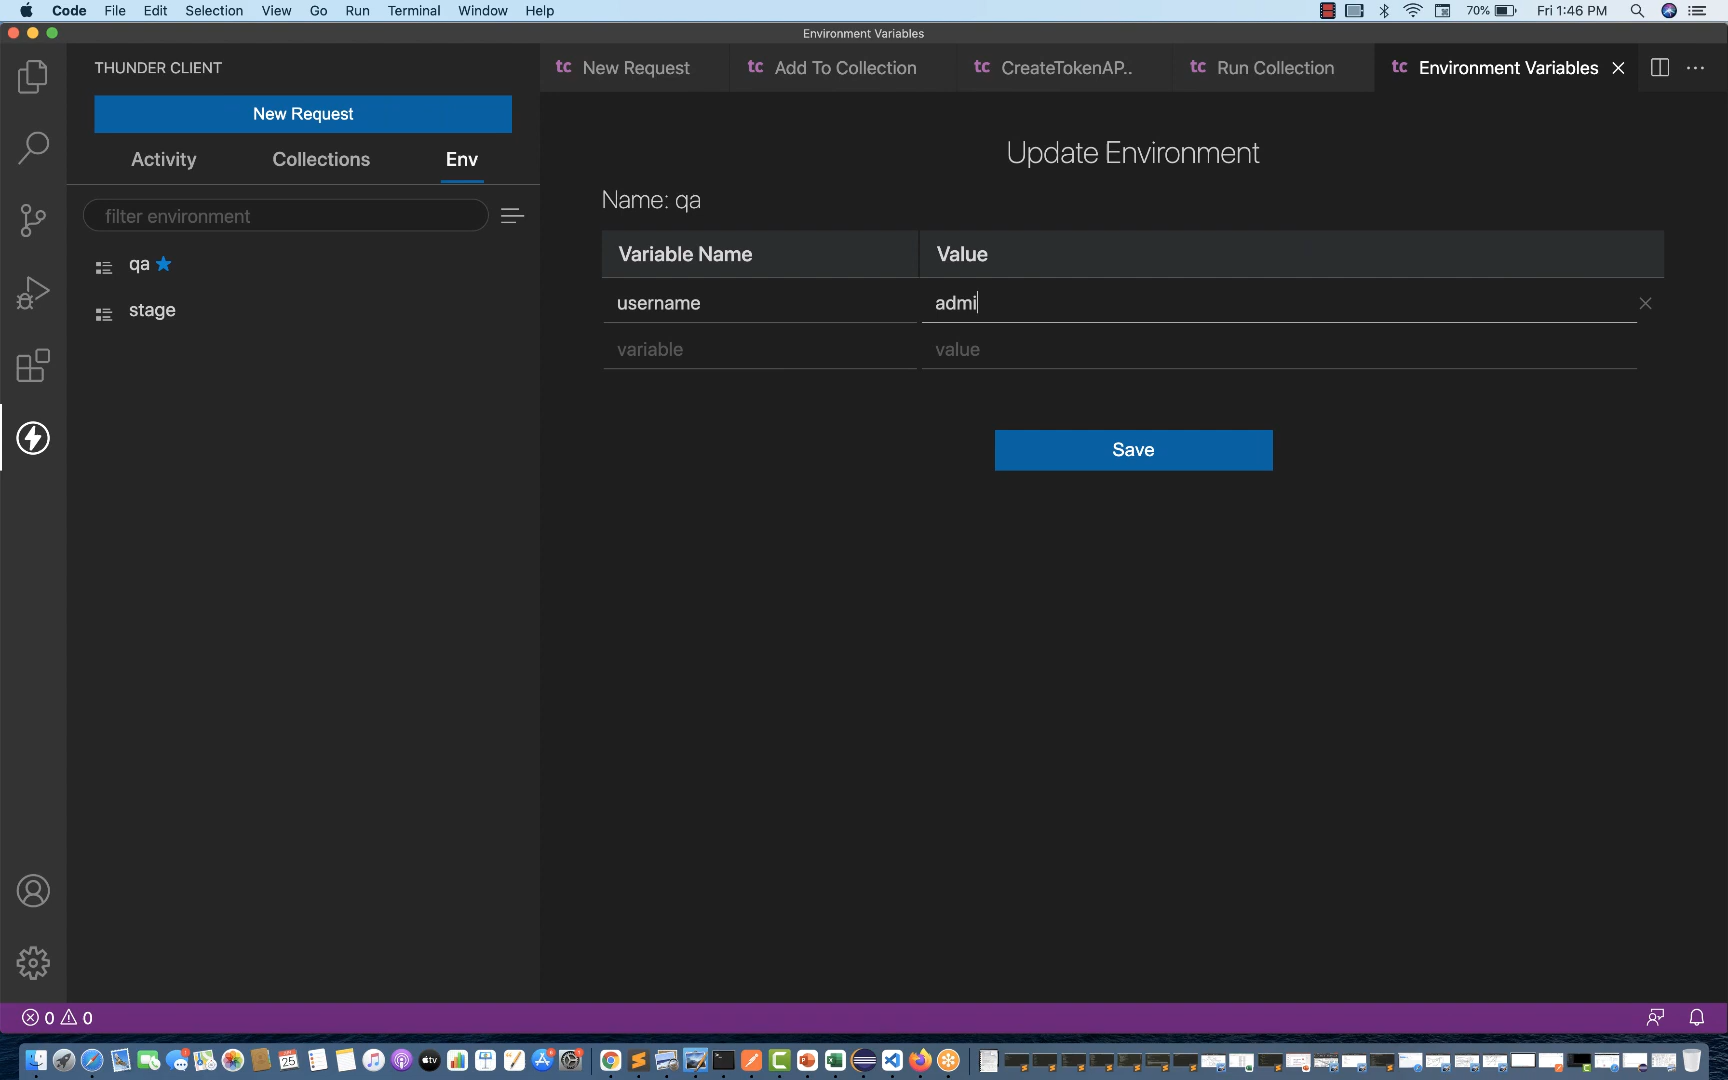 Code File Edit Selection View Go Run Terminal Window Help 70% Fri 1:46 PM
Environment Variables
THUNDER CLIENT
New Request
Activity Collections Env
filter environment
qa
stage
tc New Request tc Add To Collection tc CreateTokenAP.. tc Run Collection tc Environment Variables
Update Environment
Name: qa
Variable Name Value
username admi
variable value
Save
0 0